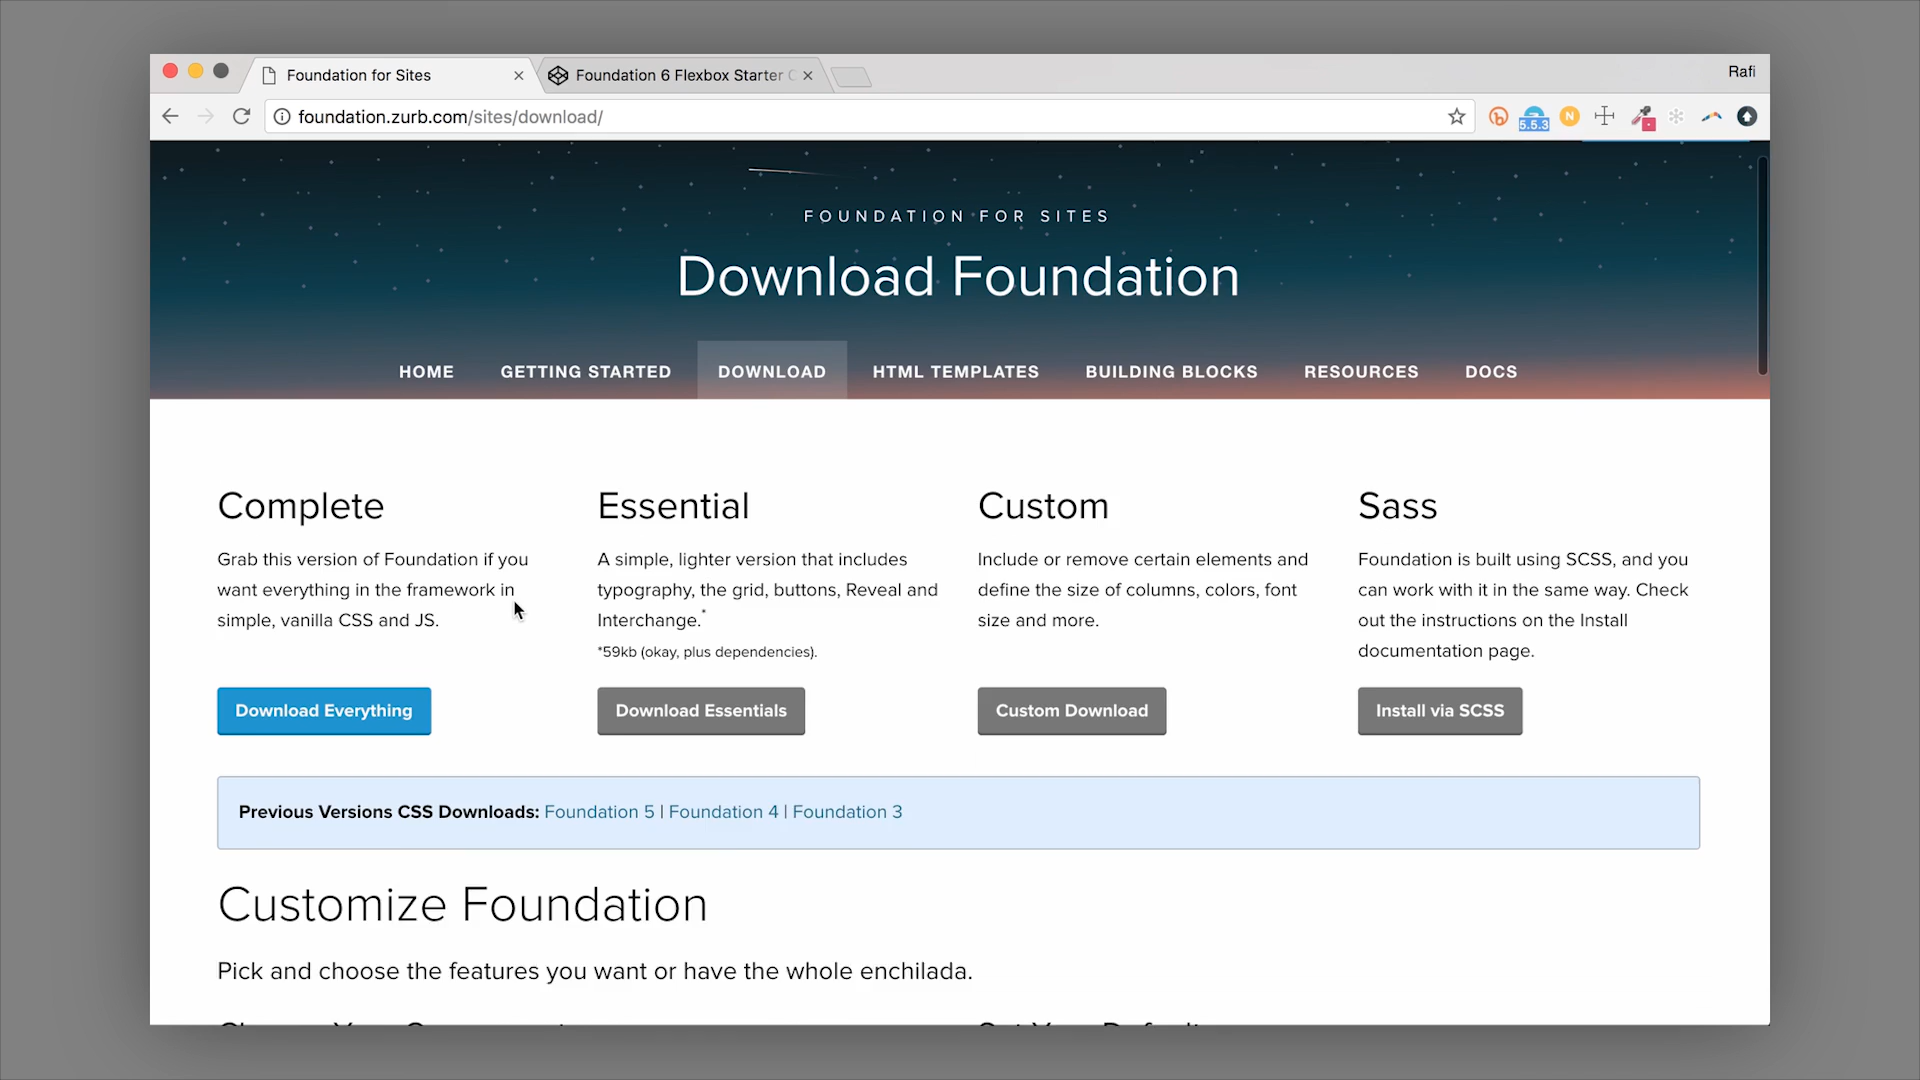 Foundation for Sites
Foundation 6 Flexbox Starter
Rafi
foundation.zurb.com/sites/download/
5.5.3
N
FOUNDATION FOR SITES
Download Foundation
HOME GETTING STARTED DOWNLOAD HTML TEMPLATES BUILDING BLOCKS RESOURCES DOCS
Complete
Grab this version of Foundation if you
want everything in the framework in
simple, vanilla CSS and JS.
Download Everything
Essential
A simple, lighter version that includes
typography, the grid, buttons, Reveal and
Interchange.*
*59kb (okay, plus dependencies).
Download Essentials
Custom
Include or remove certain elements and
define the size of columns, colors, font
size and more.
Custom Download
Sass
Foundation is built using SCSS, and you
can work with it in the same way. Check
out the instructions on the Install
documentation page.
Install via SCSS
Previous Versions CSS Downloads: Foundation 5 | Foundation 4 | Foundation 3
Customize Foundation
Pick and choose the features you want or have the whole enchilada.